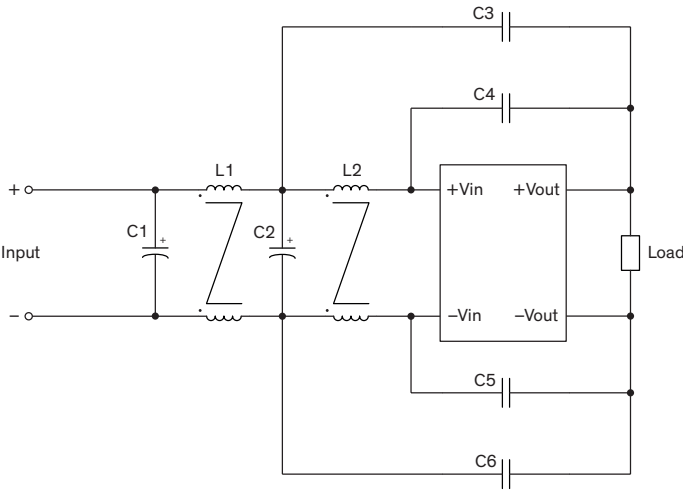 C3
C4
L1
L2
+
+Vin
+Vout
C1
+
C2
+
Input
Load
−
−Vin
−Vout
C5
C6